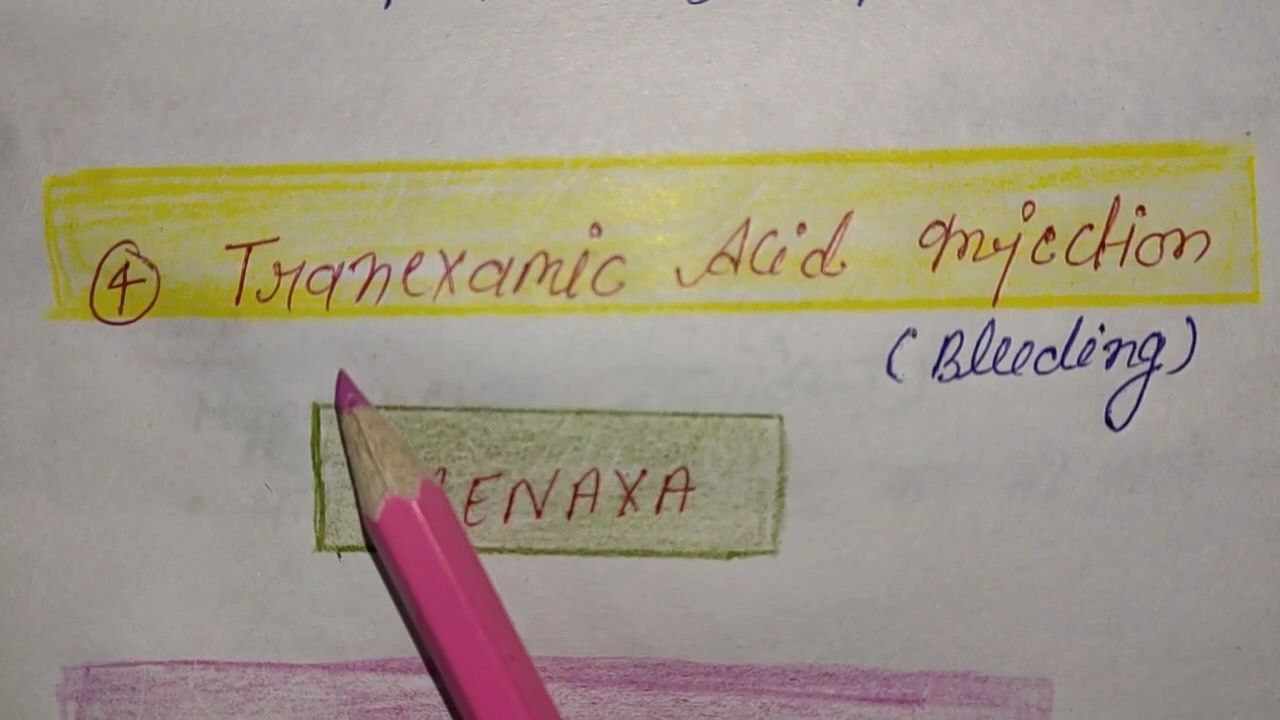 ④ Tranexamic Acid Injection
(Bleeding)
ENAXA